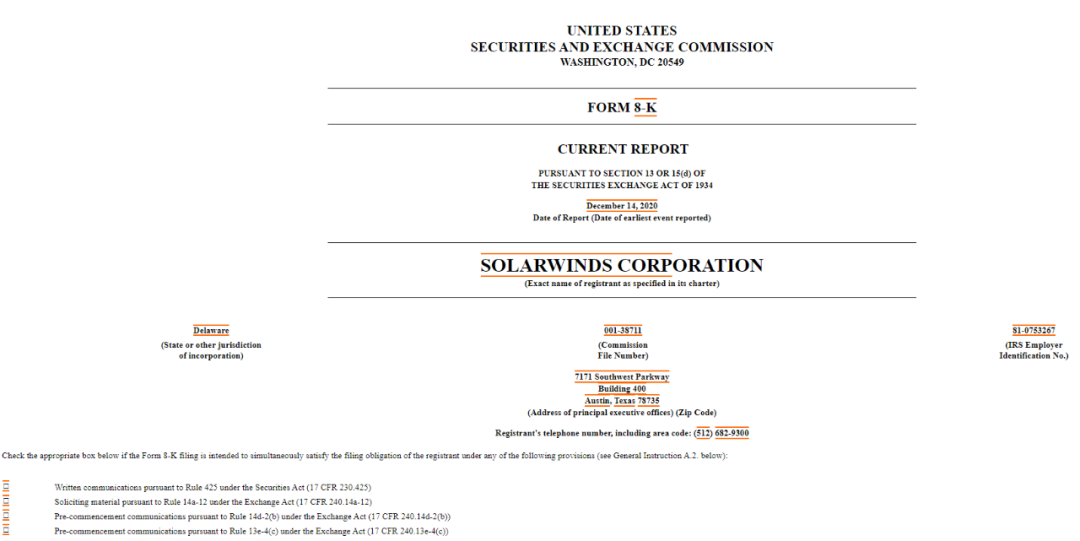 UNITED STATES
SECURITIES AND EXCHANGE COMMISSION
WASHINGTON, DC 20549
FORM 8-K
CURRENT REPORT
PURSUANT TO SECTION 13 OR 15(d) OF
THE SECURITIES EXCHANGE ACT OF 1934
December 14, 2020
Date of Report (Date of earliest event reported)
SOLARWINDS CORPORATION
(Exact name of registrant as specified in its charter)
Delaware 001-38711 81-0753267
(State or other jurisdiction (Commission (IRS Employer
of incorporation) File Number) Identification No.)
7171 Southwest Parkway
Building 400
Austin, Texas 78735
(Address of principal executive offices) (Zip Code)
Registrant's telephone number, including area code: (512) 682-9300
Check the appropriate box below if the Form 8-K filing is intended to simultaneously satisfy the filing obligation of the registrant under any of the following provisions (see General Instruction A.2. below):
☐ Written communications pursuant to Rule 425 under the Securities Act (17 CFR 230.425)
☐ Soliciting material pursuant to Rule 14a-12 under the Exchange Act (17 CFR 240.14a-12)
☐ Pre-commencement communications pursuant to Rule 14d-2(b) under the Exchange Act (17 CFR 240.14d-2(b))
☐ Pre-commencement communications pursuant to Rule 13e-4(c) under the Exchange Act (17 CFR 240.13e-4(c))